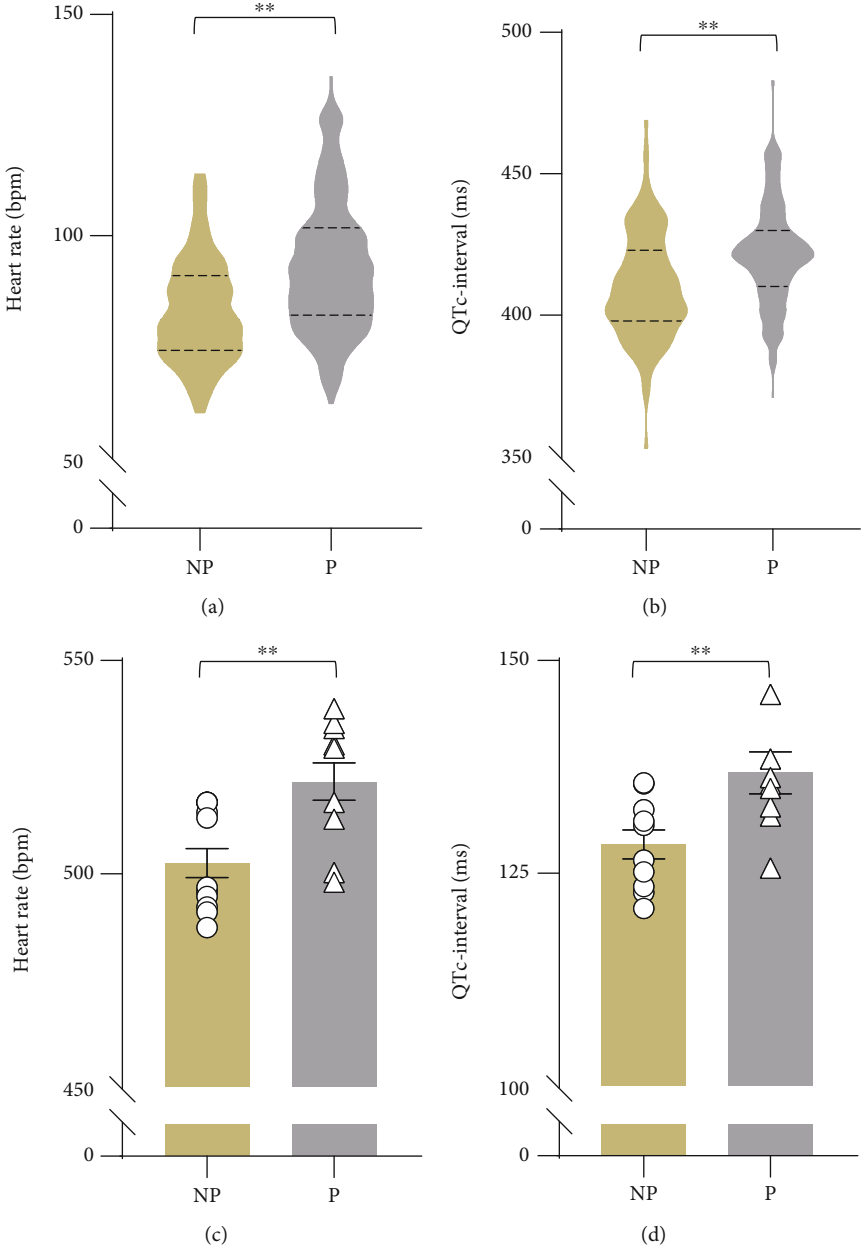 **
150
100
50
0
Heart rate (bpm)
NP
P
(a)
**
500
450
400
350
0
QTc-interval (ms)
NP
P
(b)
**
550
500
450
0
Heart rate (bpm)
NP
P
(c)
**
150
125
100
0
QTc-interval (ms)
NP
P
(d)